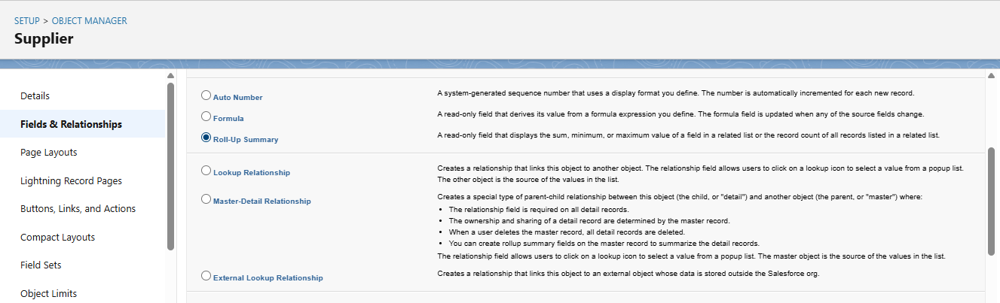 SETUP > OBJECT MANAGER
Supplier
Details
Fields & Relationships
Page Layouts
Lightning Record Pages
Buttons, Links, and Actions
Compact Layouts
Field Sets
Object Limits
Auto Number
A system-generated sequence number that uses a display format you define. The number is automatically incremented for each new record.
Formula
A read-only field that derives its value from a formula expression you define. The formula field is updated when any of the source fields change.
Roll-Up Summary
A read-only field that displays the sum, minimum, or maximum value of a field in a related list or the record count of all records listed in a related list.
Lookup Relationship
Creates a relationship that links this object to another object. The relationship field allows users to click on a lookup icon to select a value from a popup list.
The other object is the source of the values in the list.
Master-Detail Relationship
Creates a special type of parent-child relationship between this object (the child, or "detail") and another object (the parent, or "master") where:
• The relationship field is required on all detail records.
• The ownership and sharing of a detail record are determined by the master record.
• When a user deletes the master record, all detail records are deleted.
• You can create rollup summary fields on the master record to summarize the detail records.
The relationship field allows users to click on a lookup icon to select a value from a popup list. The master object is the source of the values in the list.
External Lookup Relationship
Creates a relationship that links this object to an external object whose data is stored outside the Salesforce org.